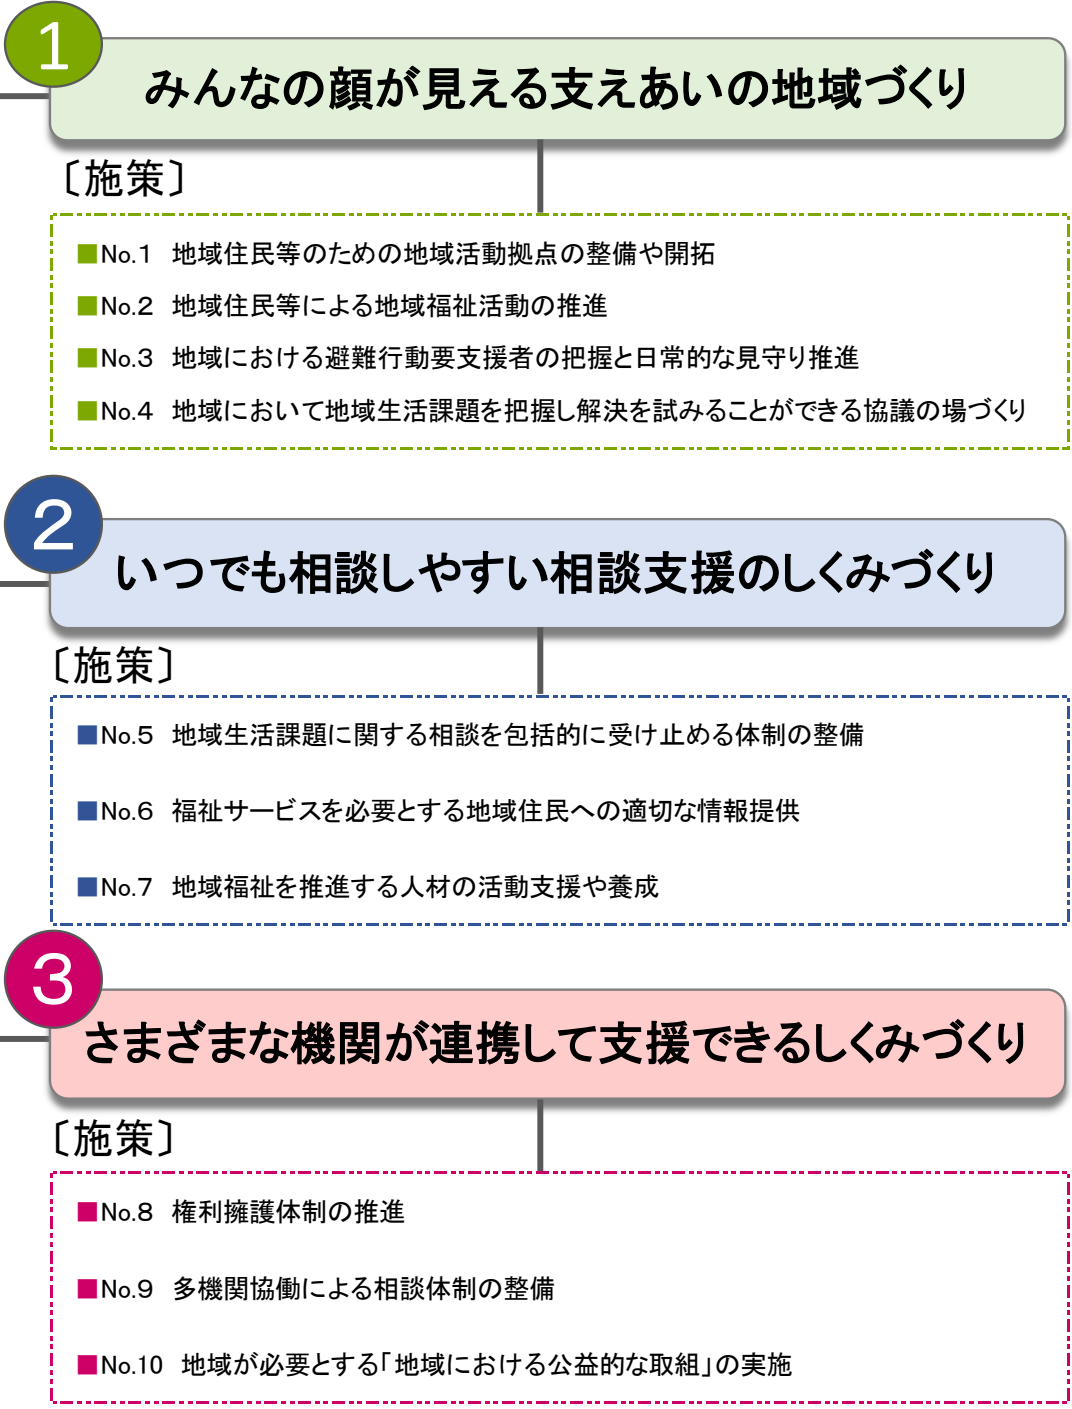 1
みんなの顔が見える支えあいの地域づくり
〔施策〕
■No.1 地域住民等のための地域活動拠点の整備や開拓
■No.2 地域住民等による地域福祉活動の推進
■No.3 地域における避難行動要支援者の把握と日常的な見守り推進
■No.4 地域において地域生活課題を把握し解決を試みることができる協議の場づくり
2
いつでも相談しやすい相談支援のしくみづくり
〔施策〕
■No.5 地域生活課題に関する相談を包括的に受け止める体制の整備
■No.6 福祉サービスを必要とする地域住民への適切な情報提供
■No.7 地域福祉を推進する人材の活動支援や養成
3
さまざまな機関が連携して支援できるしくみづくり
〔施策〕
■No.8 権利擁護体制の推進
■No.9 多機関協働による相談体制の整備
■No.10 地域が必要とする「地域における公益的な取組」の実施